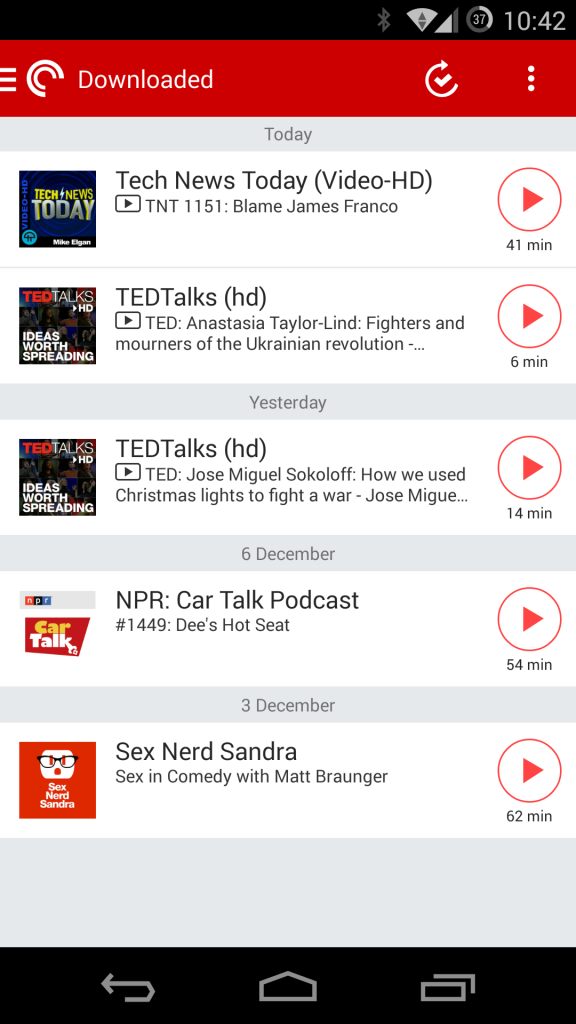 37 10:42
Downloaded
Today
VIDEO-HD
TECH NEWS
TODAY
Mike Elgan
Tech News Today (Video-HD)
TNT 1151: Blame James Franco
41 min
TEDTALKS
HD
IDEAS
WORTH
SPREADING
TEDTalks (hd)
TED: Anastasia Taylor-Lind: Fighters and
mourners of the Ukrainian revolution -...
6 min
Yesterday
TEDTALKS
HD
IDEAS
WORTH
SPREADING
TEDTalks (hd)
TED: Jose Miguel Sokoloff: How we used
Christmas lights to fight a war - Jose Migue...
14 min
6 December
npr
Car
Talk
NPR: Car Talk Podcast
#1449: Dee's Hot Seat
54 min
3 December
Sex
Nerd
Sandra
Sex Nerd Sandra
Sex in Comedy with Matt Braunger
62 min